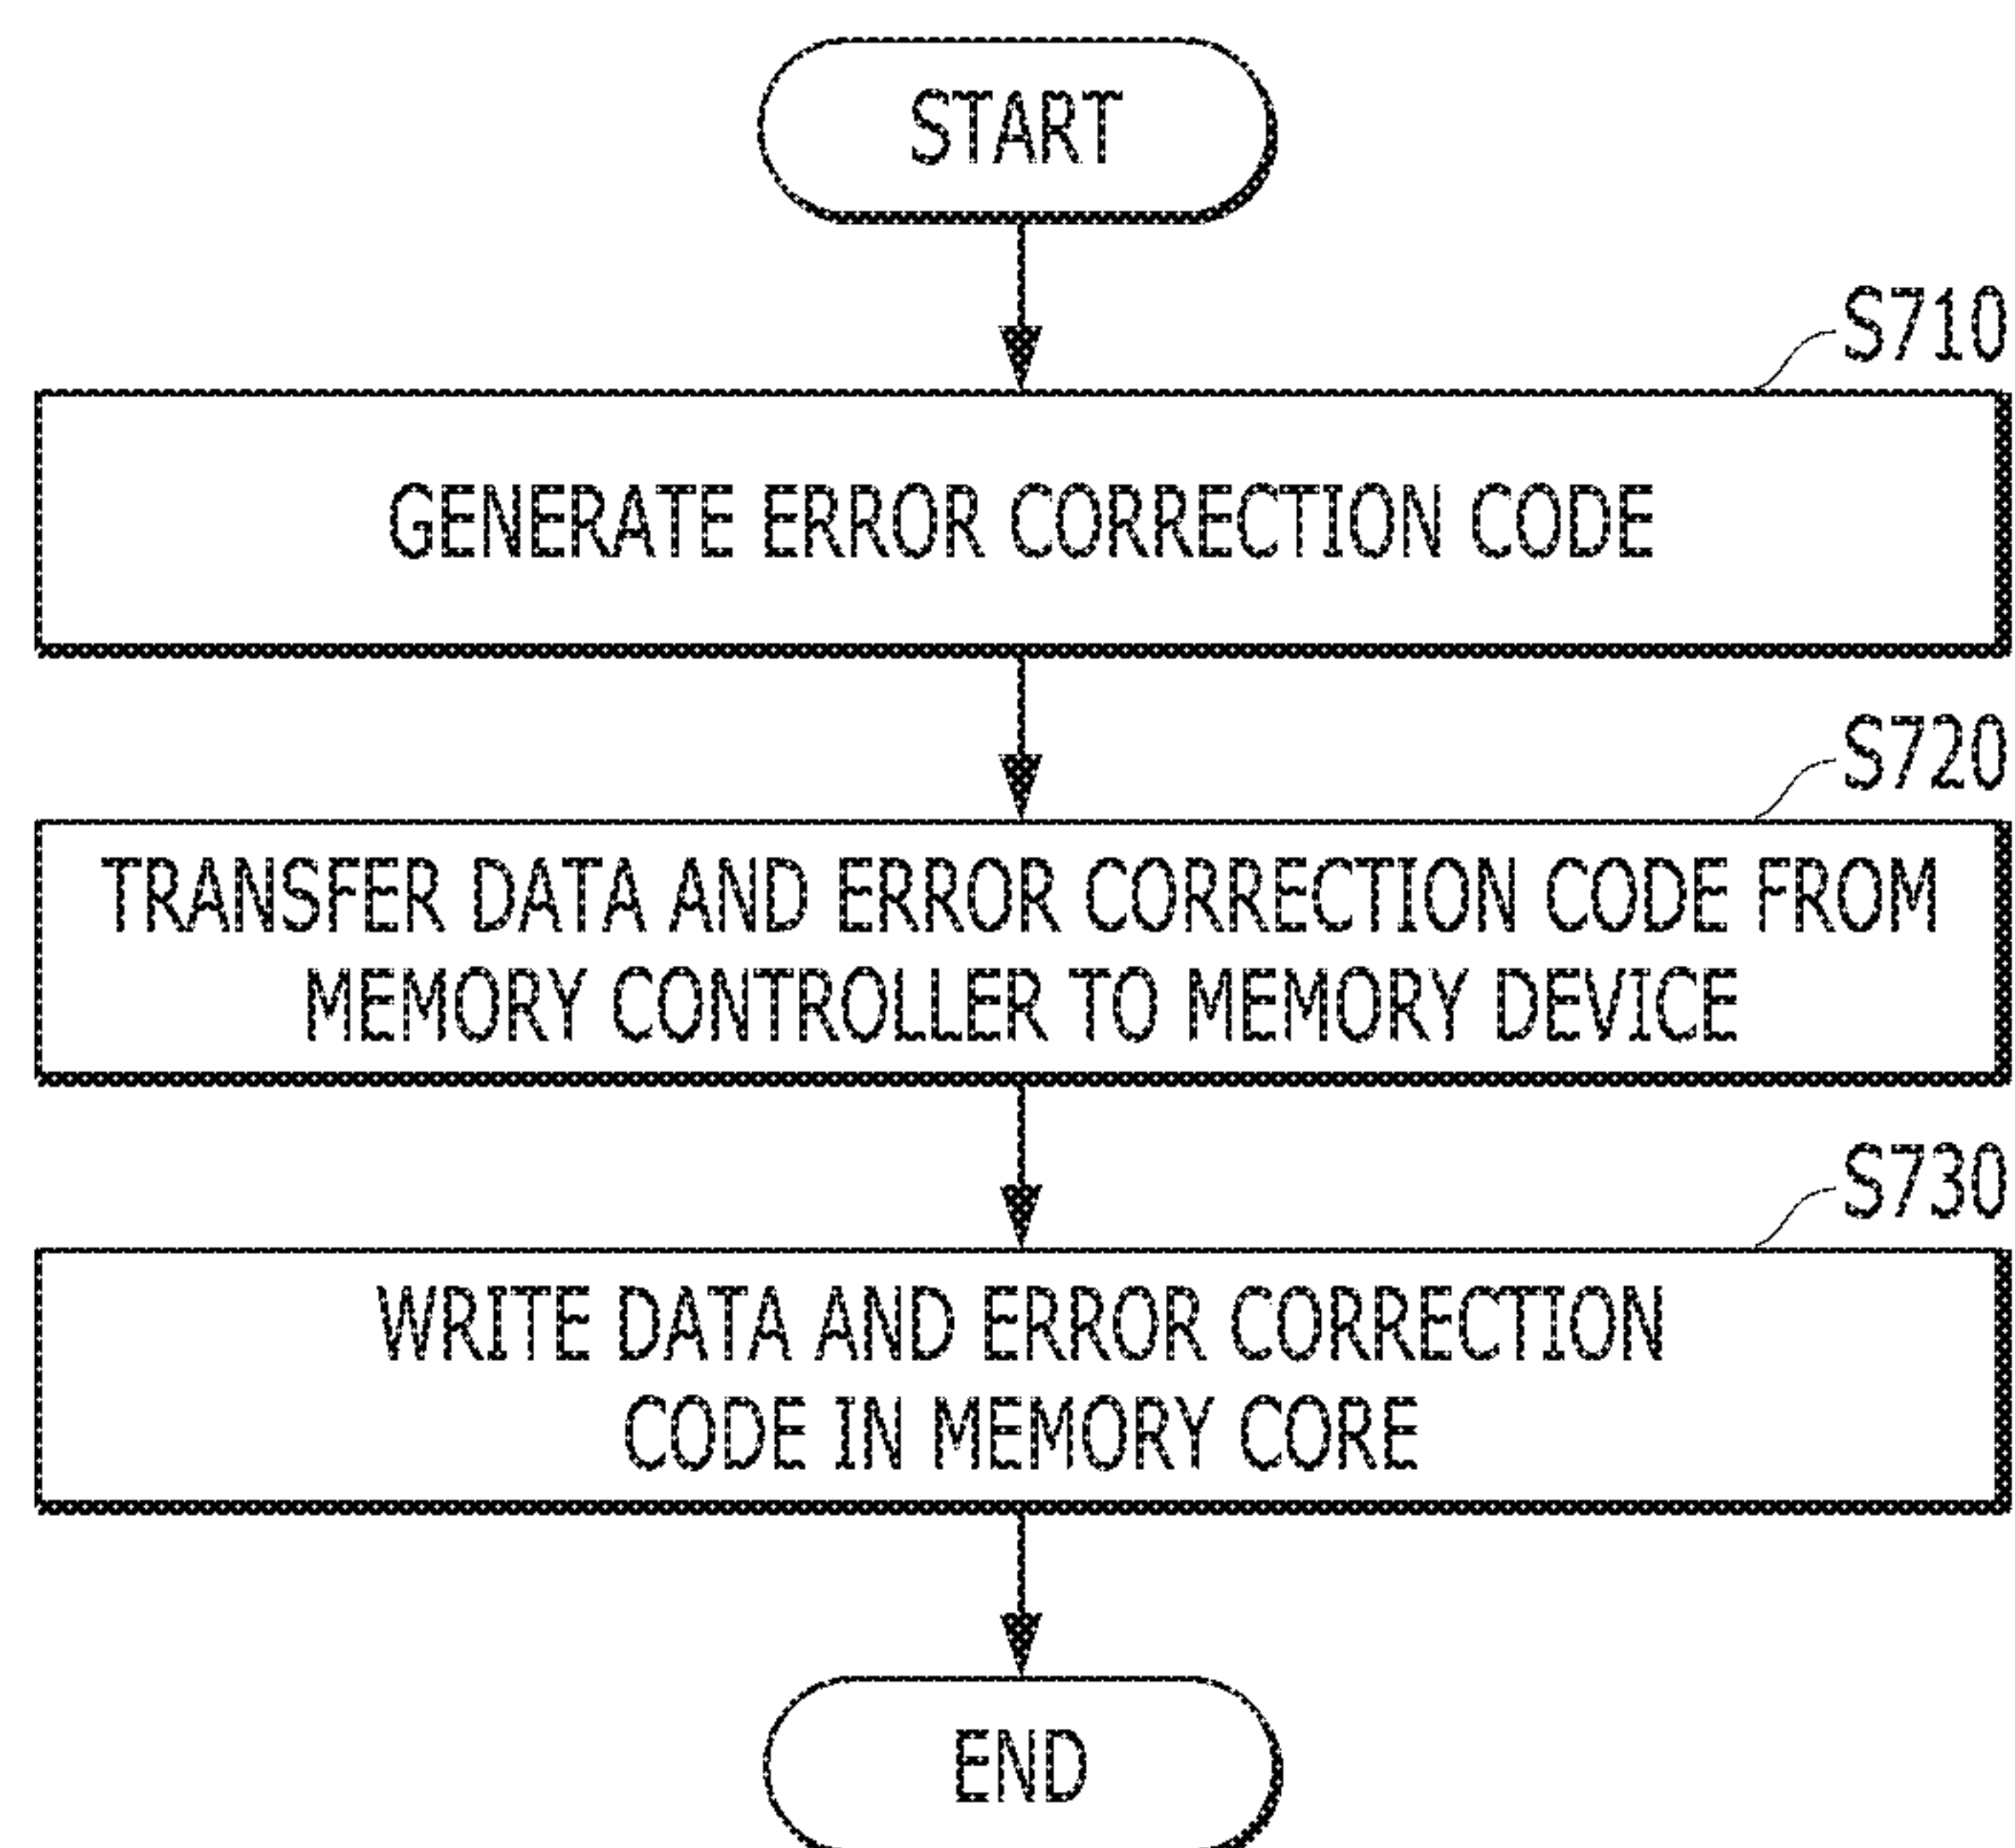 START
S710
GENERATE ERROR CORRECTION CODE
S720
TRANSFER DATA AND ERROR CORRECTION CODE FROM
MEMORY CONTROLLER TO MEMORY DEVICE
S730
WRITE DATA AND ERROR CORRECTION
CODE IN MEMORY CORE
END